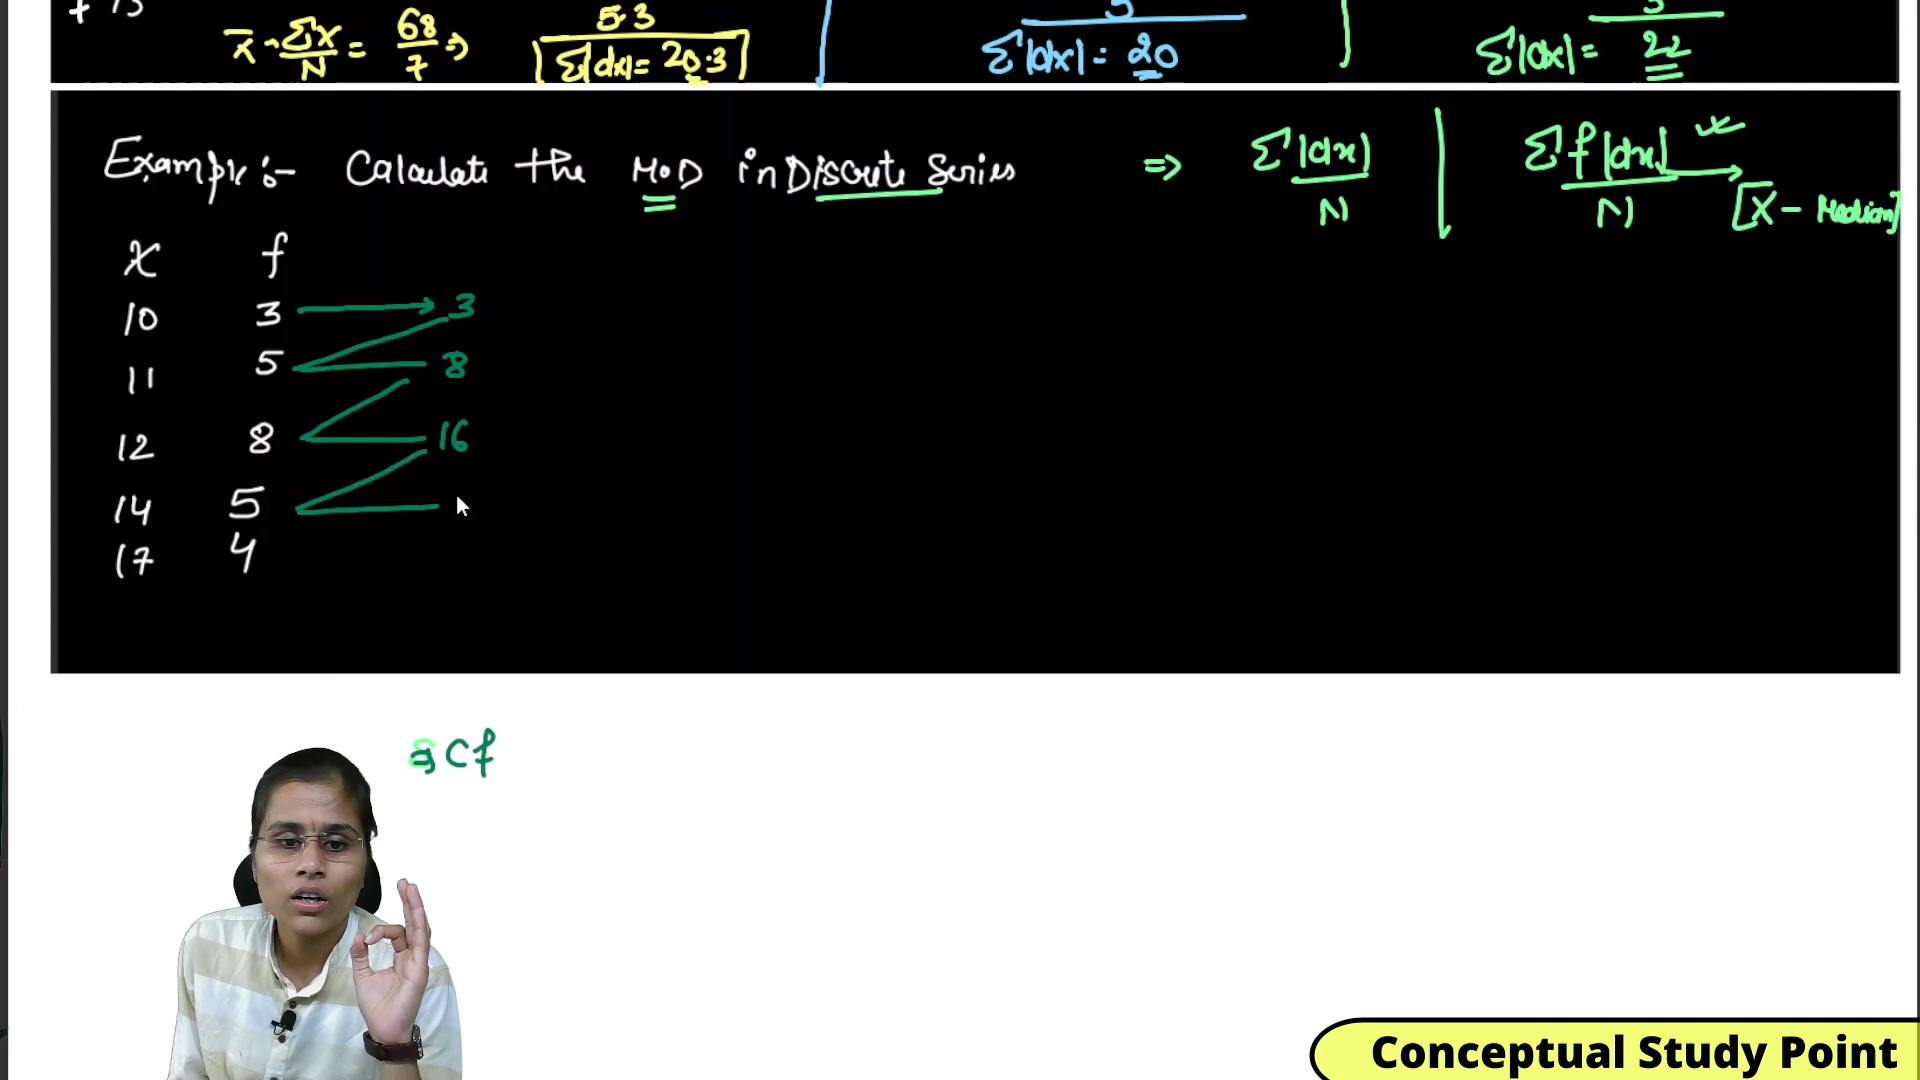 + 13
x̄ = Σx/N = 68/7 ⇒
5.3
Σ|dx| = 20.3
Σ|dx| = 20
Σ|dx| = 22
Example:- Calculate the MoD in Discrete Series ⇒ Σ|dx|/N | Σf|dx|/N → [X - Median]
X f
10 3 3
11 5 8
12 8 16
14 5
17 4
⇒ Cf
Conceptual Study Point